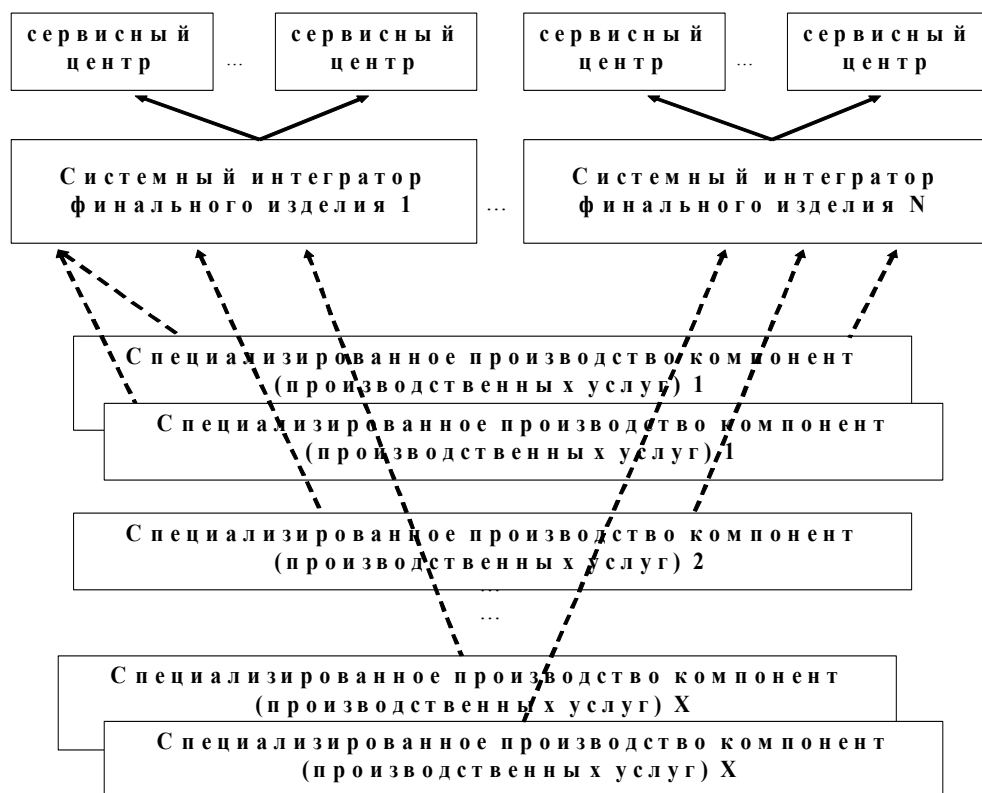 сервисный
центр
...
сервисный
центр
сервисный
центр
...
сервисный
центр
Системный интегратор
финального изделия 1
...
Системный интегратор
финального изделия N
Специализированное производство компонент
(производственных услуг) 1
Специализированное производство компонент
(производственных услуг) 1
Специализированное производство компонент
(производственных услуг) 2
...
...
Специализированное производство компонент
(производственных услуг) X
Специализированное производство компонент
(производственных услуг) X